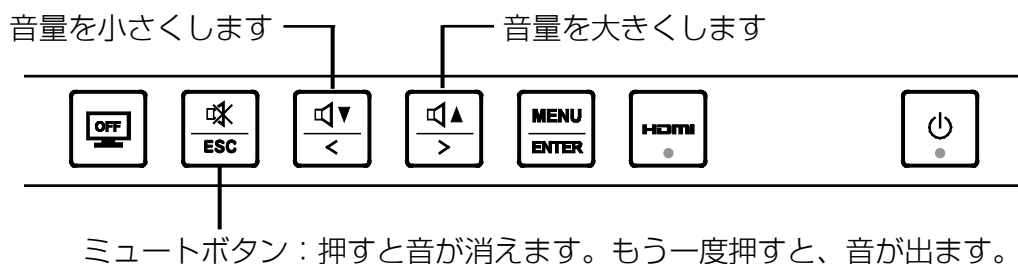 音量を小さくします
音量を大きくします
OFF
ESC
<
>
MENU
ENTER
HDMI
ミュートボタン：押すと音が消えます。もう一度押すと、音が出ます。